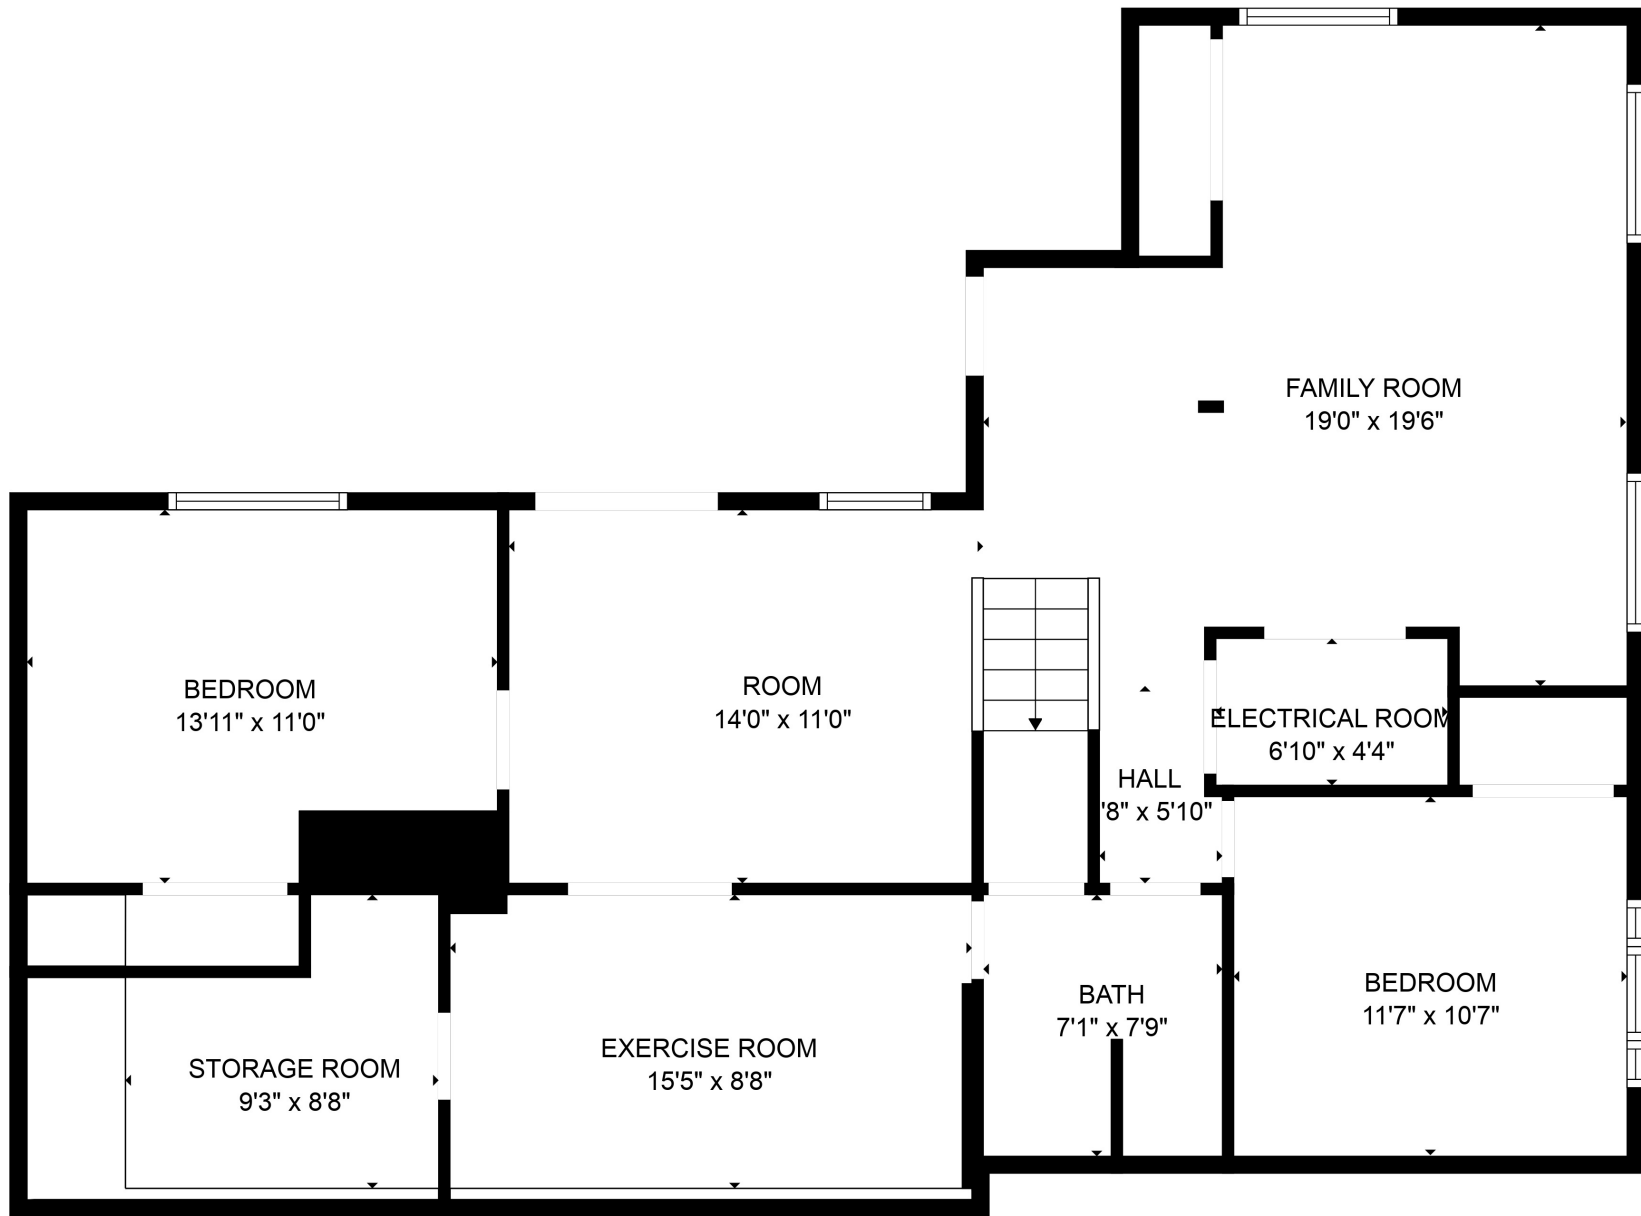 FAMILY ROOM
19'0" x 19'6"
BEDROOM
13'11" x 11'0"
ROOM
14'0" x 11'0"
ELECTRICAL ROOM
6'10" x 4'4"
HALL
'8" x 5'10"
BEDROOM
11'7" x 10'7"
BATH
7'1" x 7'9"
EXERCISE ROOM
15'5" x 8'8"
STORAGE ROOM
9'3" x 8'8"